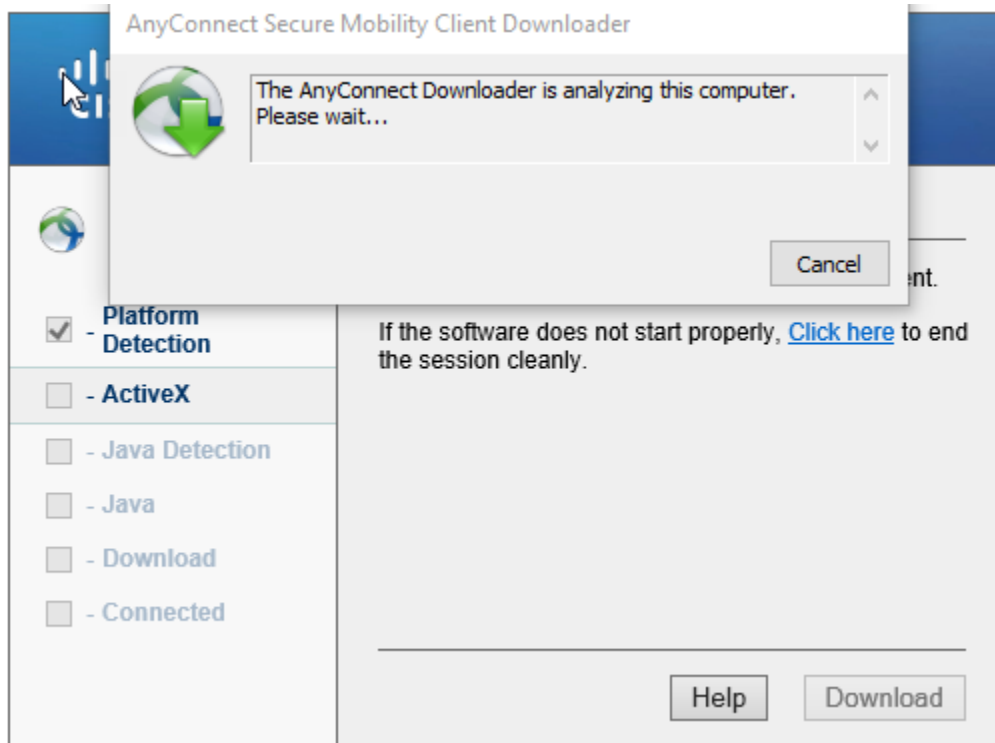 AnyConnect Secure Mobility Client Downloader
The AnyConnect Downloader is analyzing this computer.
Please wait...
Cancel
If the software does not start properly, Click here to end
the session cleanly.
- Platform
Detection
- ActiveX
- Java Detection
- Java
- Download
- Connected
Help
Download